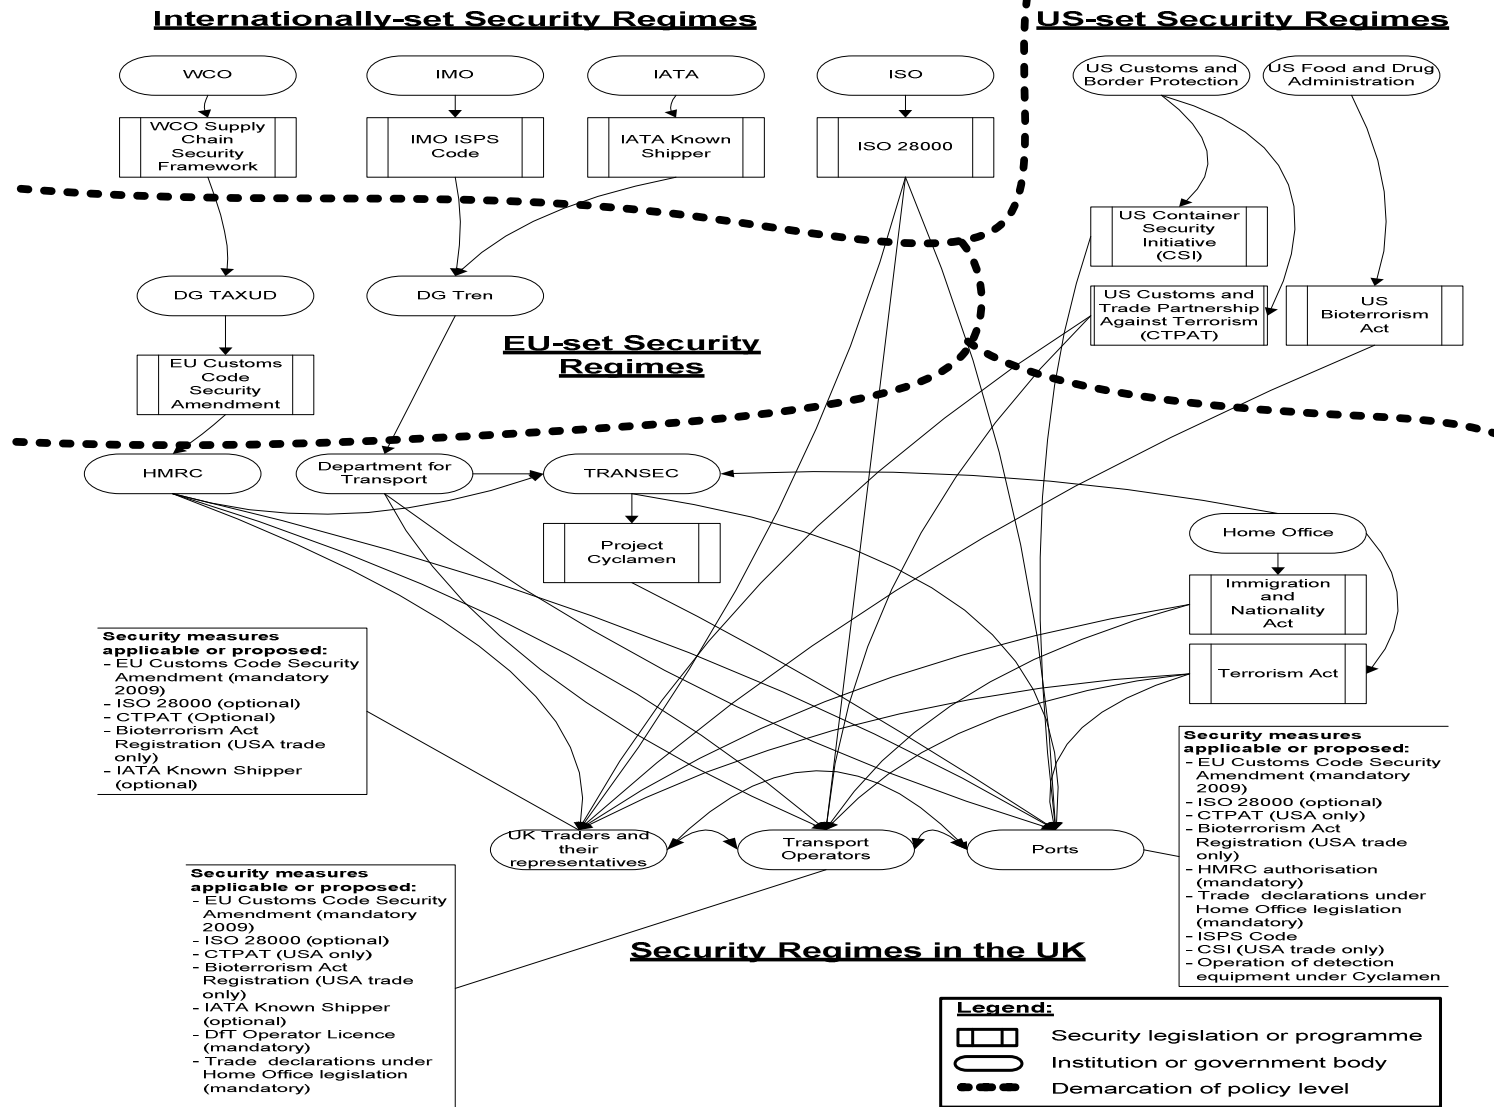 Internationally-set Security Regimes
US-set Security Regimes
WCO
IMO
IATA
ISO
US Customs and
Border Protection
US Food and Drug
Administration
WCO Supply
Chain
Security
Framework
IMO ISPS
Code
IATA Known
Shipper
ISO 28000
US Container
Security
Initiative
(CSI)
DG TAXUD
DG Tren
US Customs and
Trade Partnership
Against Terrorism
(CTPAT)
US
Bioterrorism
Act
EU-set Security
Regimes
EU Customs
Code
Security
Amendment
HMRC
Department for
Transport
TRANSEC
Home Office
Project
Cyclamen
Immigration
and
Nationality
Act
Terrorism Act
Security measures
applicable or proposed:
- EU Customs Code Security
Amendment (mandatory
2009)
- ISO 28000 (optional)
- CTPAT (Optional)
- Bioterrorism Act
Registration (USA trade
only)
- IATA Known Shipper
(optional)
Security measures
applicable or proposed:
- EU Customs Code Security
Amendment (mandatory
2009)
- ISO 28000 (optional)
- CTPAT (USA only)
- Bioterrorism Act
Registration (USA trade
only)
- HMRC authorisation
(mandatory)
- Trade declarations under
Home Office legislation
(mandatory)
- ISPS Code
- CSI (USA trade only)
- Operation of detection
equipment under Cyclamen
UK Traders and
their
representatives
Transport
Operators
Ports
Security measures
applicable or proposed:
- EU Customs Code Security
Amendment (mandatory
2009)
- ISO 28000 (optional)
- CTPAT (USA only)
- Bioterrorism Act
Registration (USA trade
only)
- IATA Known Shipper
(optional)
- DfT Operator Licence
(mandatory)
- Trade declarations under
Home Office legislation
(mandatory)
Security Regimes in the UK
Legend:
Security legislation or programme
Institution or government body
Demarcation of policy level